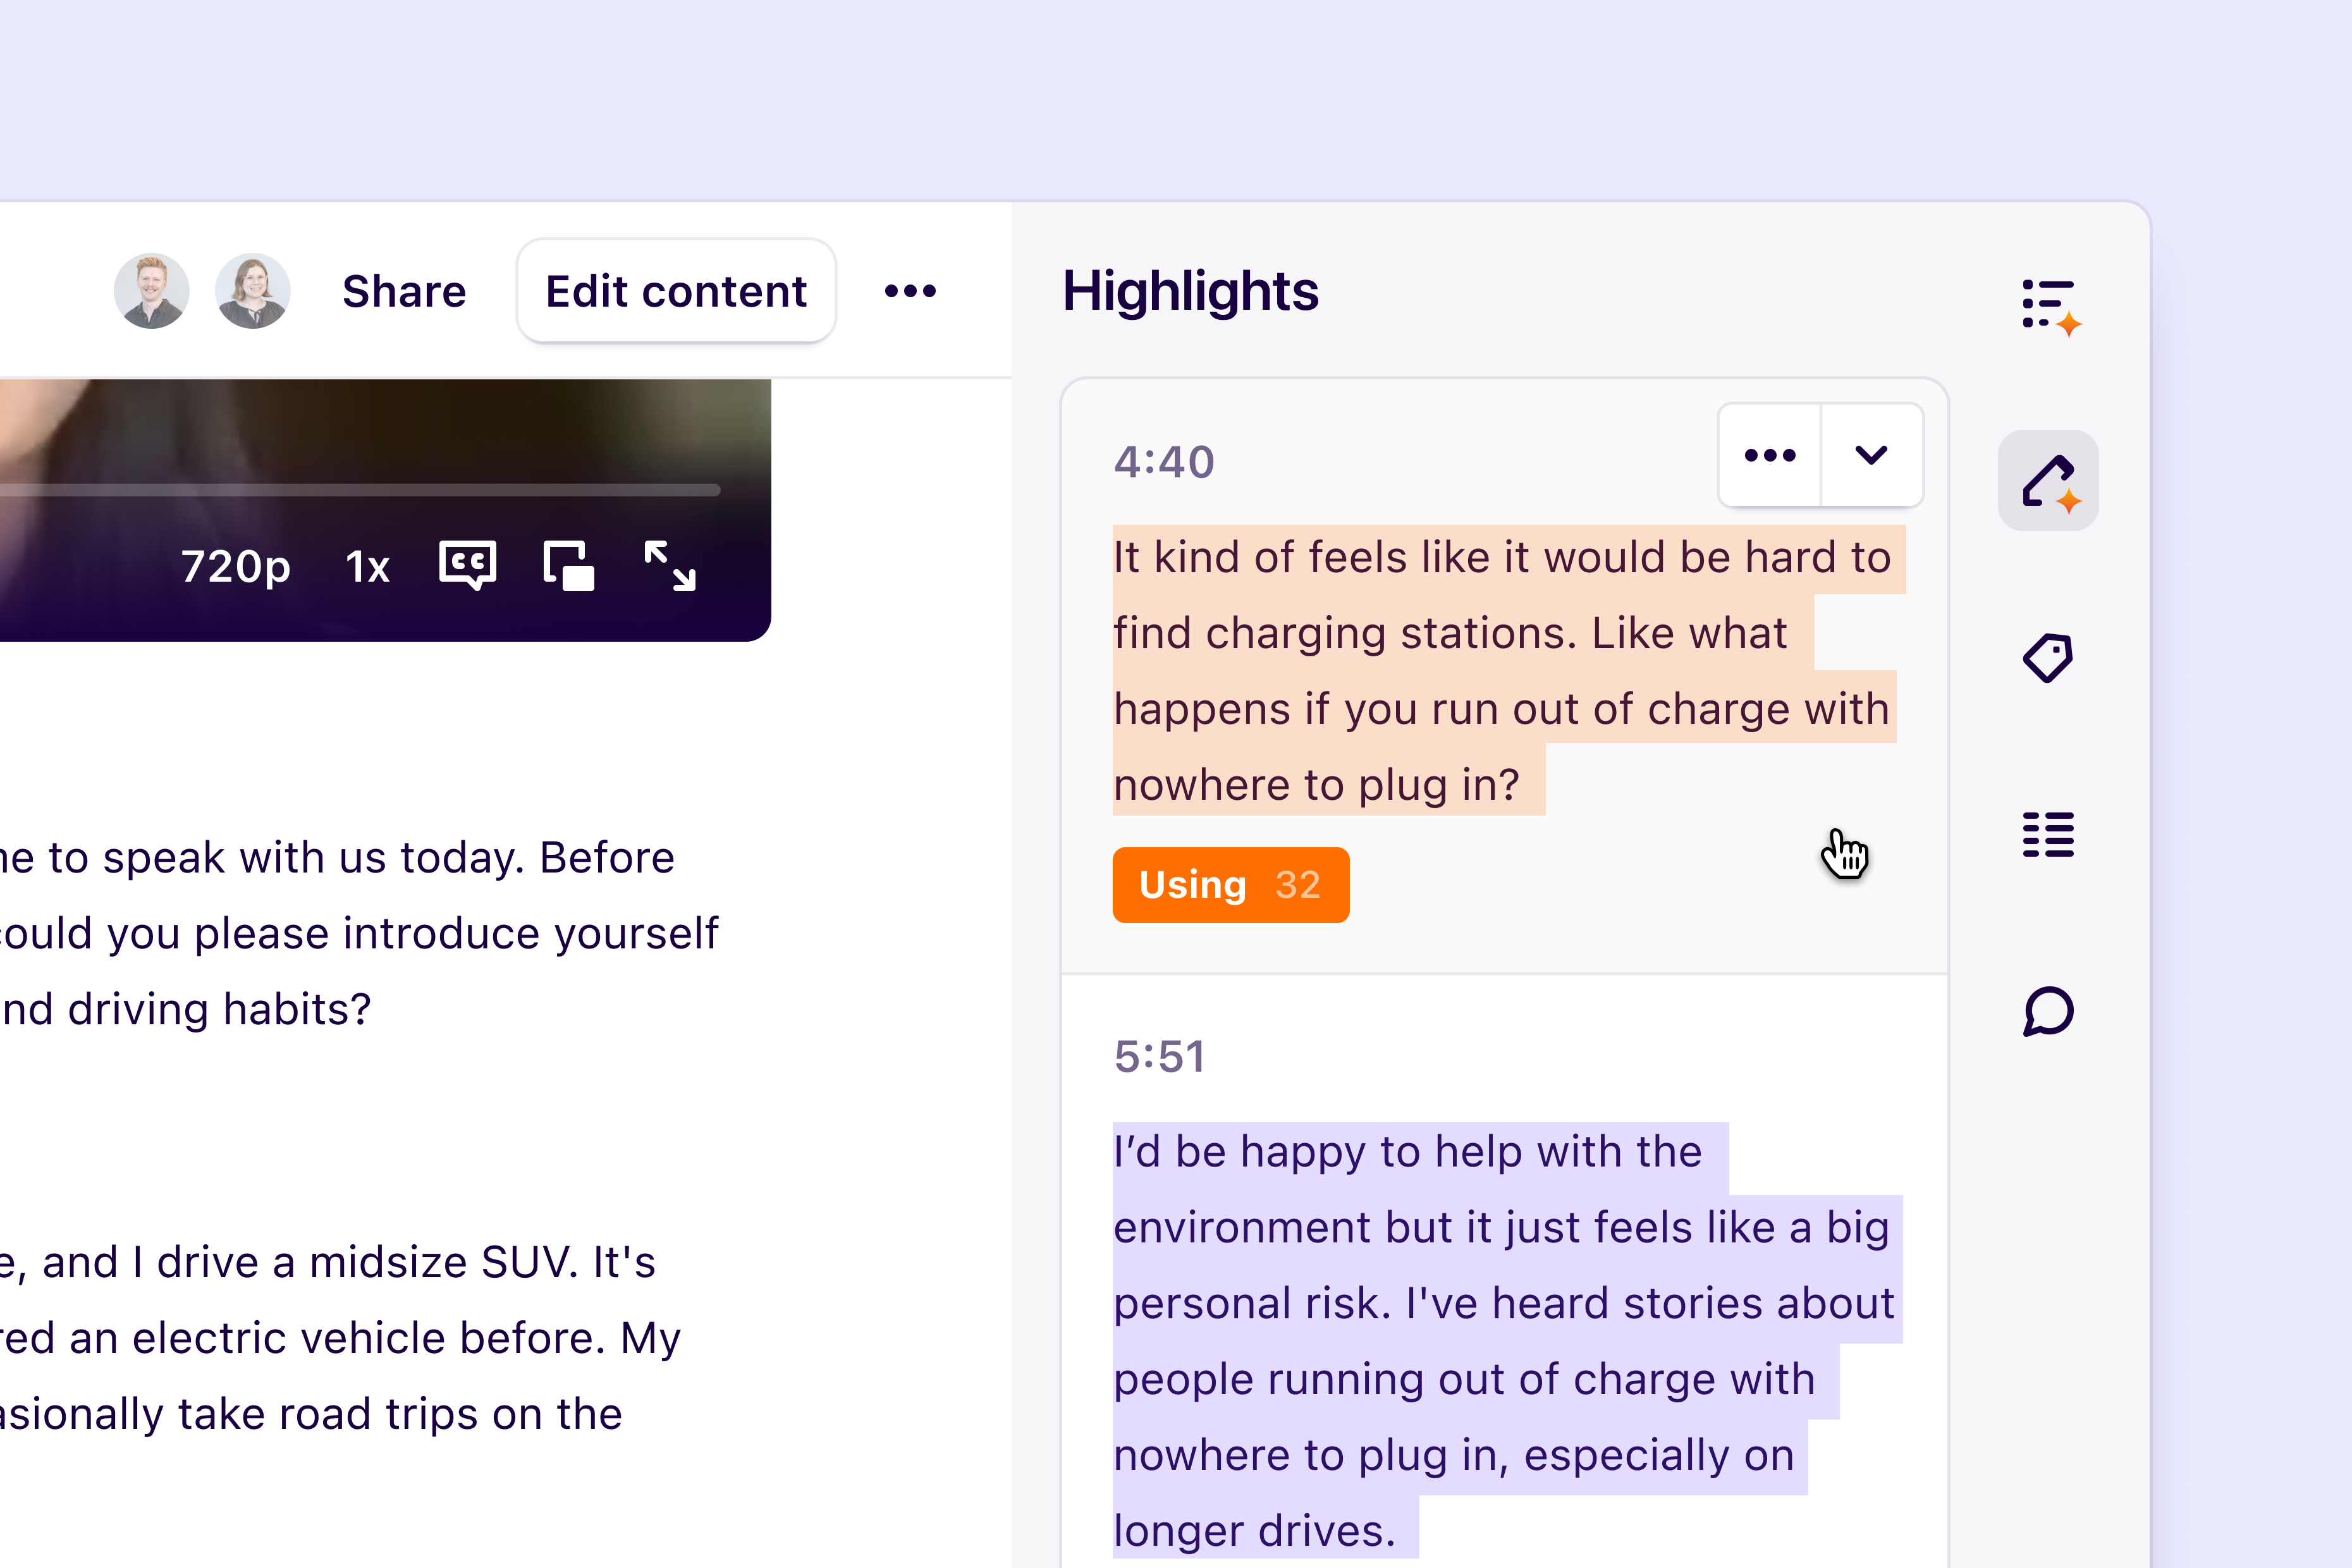 Share
Edit content
Highlights
720p
1x
CC
to speak with us today. Before
you please introduce yourself
driving habits?
and I drive a midsize SUV. It's
an electric vehicle before. My
take road trips on the
4:40
It kind of feels like it would be hard to
find charging stations. Like what
happens if you run out of charge with
nowhere to plug in?
Using 32
5:51
I’d be happy to help with the
environment but it just feels like a big
personal risk. I've heard stories about
people running out of charge with
nowhere to plug in, especially on
longer drives.